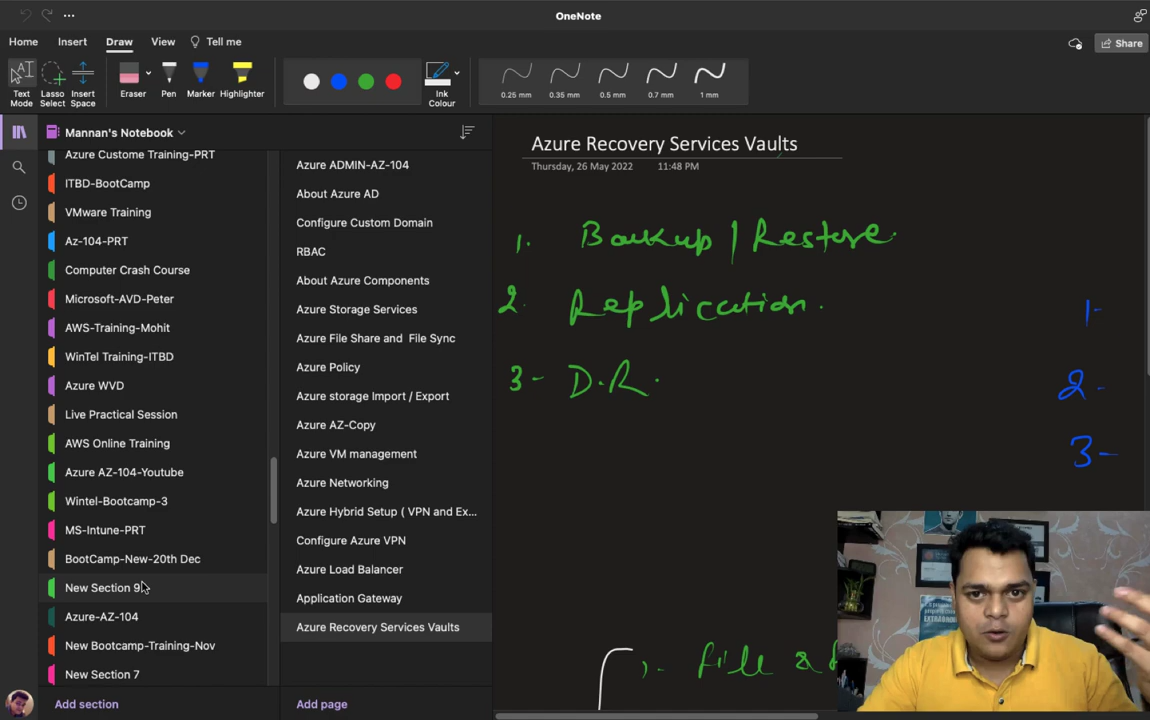 OneNote
Home Insert Draw View Tell me
Share
Text Mode
Lasso Select
Insert Space
Eraser
Pen
Marker
Highlighter
Ink Colour
0.25 mm 0.35 mm 0.5 mm 0.7 mm 1 mm
Mannan's Notebook
Azure Custome Training-PRT
ITBD-BootCamp
VMware Training
Az-104-PRT
Computer Crash Course
Microsoft-AVD-Peter
AWS-Training-Mohit
WinTel Training-ITBD
Azure WVD
Live Practical Session
AWS Online Training
Azure AZ-104-Youtube
Wintel-Bootcamp-3
MS-Intune-PRT
BootCamp-New-20th Dec
New Section 9
Azure-AZ-104
New Bootcamp-Training-Nov
New Section 7
Add section
Azure ADMIN-AZ-104
About Azure AD
Configure Custom Domain
RBAC
About Azure Components
Azure Storage Services
Azure File Share and File Sync
Azure Policy
Azure storage Import / Export
Azure AZ-Copy
Azure VM management
Azure Networking
Azure Hybrid Setup ( VPN and Ex...
Configure Azure VPN
Azure Load Balancer
Application Gateway
Azure Recovery Services Vaults
Add page
Azure Recovery Services Vaults
Thursday, 26 May 2022 11:48 PM
1. Backup / Restore.
2. Replication.
3- D.R.
1-
2-
3-
1- File &